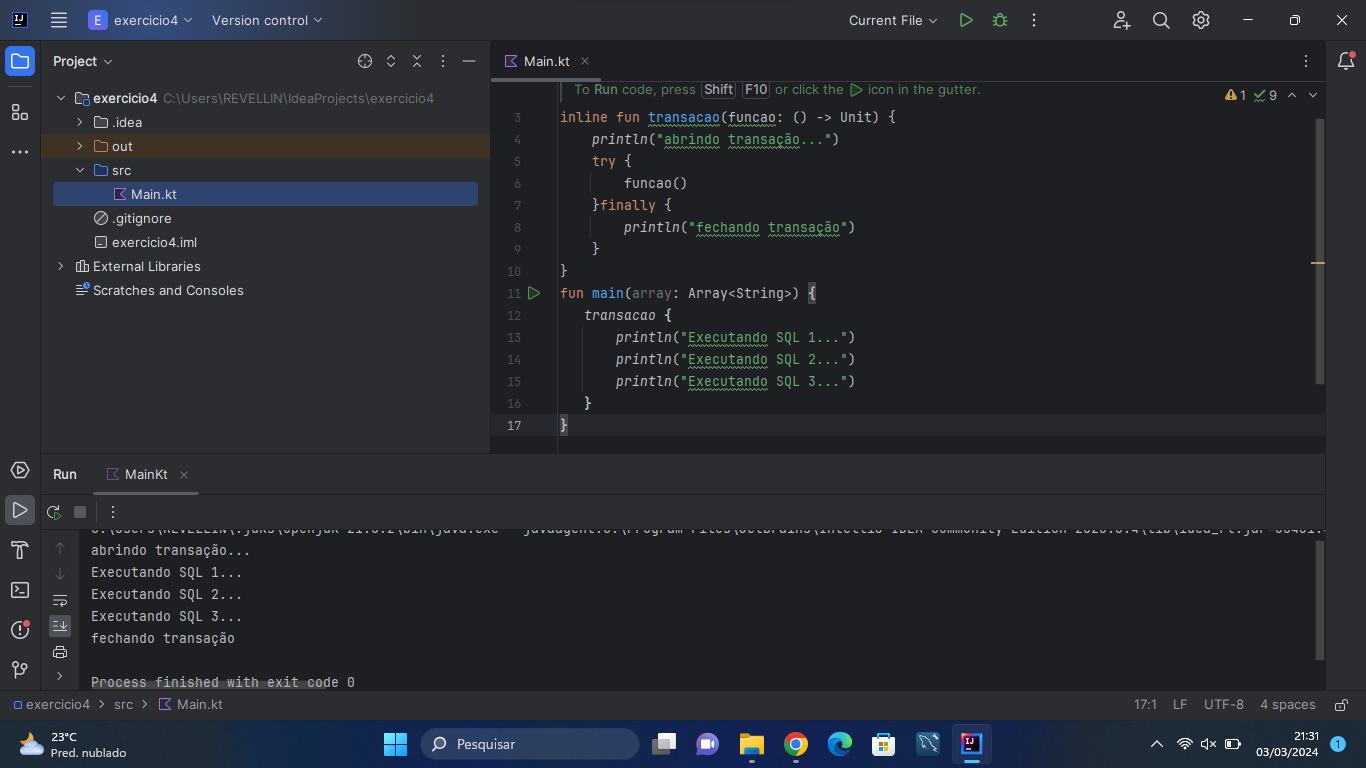 E exercicio4 Version control Current File
Project
exercicio4 C:\Users\REVELLIN\IdeaProjects\exercicio4
.idea
out
src
Main.kt
.gitignore
exercicio4.iml
External Libraries
Scratches and Consoles
Main.kt
To Run code, press Shift F10 or click the icon in the gutter.
1 9
3 inline fun transacao(funcao: () -> Unit) {
4 println("abrindo transação...")
5 try {
6 funcao()
7 }finally {
8 println("fechando transação")
9 }
10 }
11 fun main(array: Array<String>) {
12 transacao {
13 println("Executando SQL 1...")
14 println("Executando SQL 2...")
15 println("Executando SQL 3...")
16 }
17 }
Run MainKt
abrindo transação...
Executando SQL 1...
Executando SQL 2...
Executando SQL 3...
fechando transação
Process finished with exit code 0
exercicio4 > src > Main.kt 17:1 LF UTF-8 4 spaces
23°C
Pred. nublado
Pesquisar
21:31
03/03/2024
1